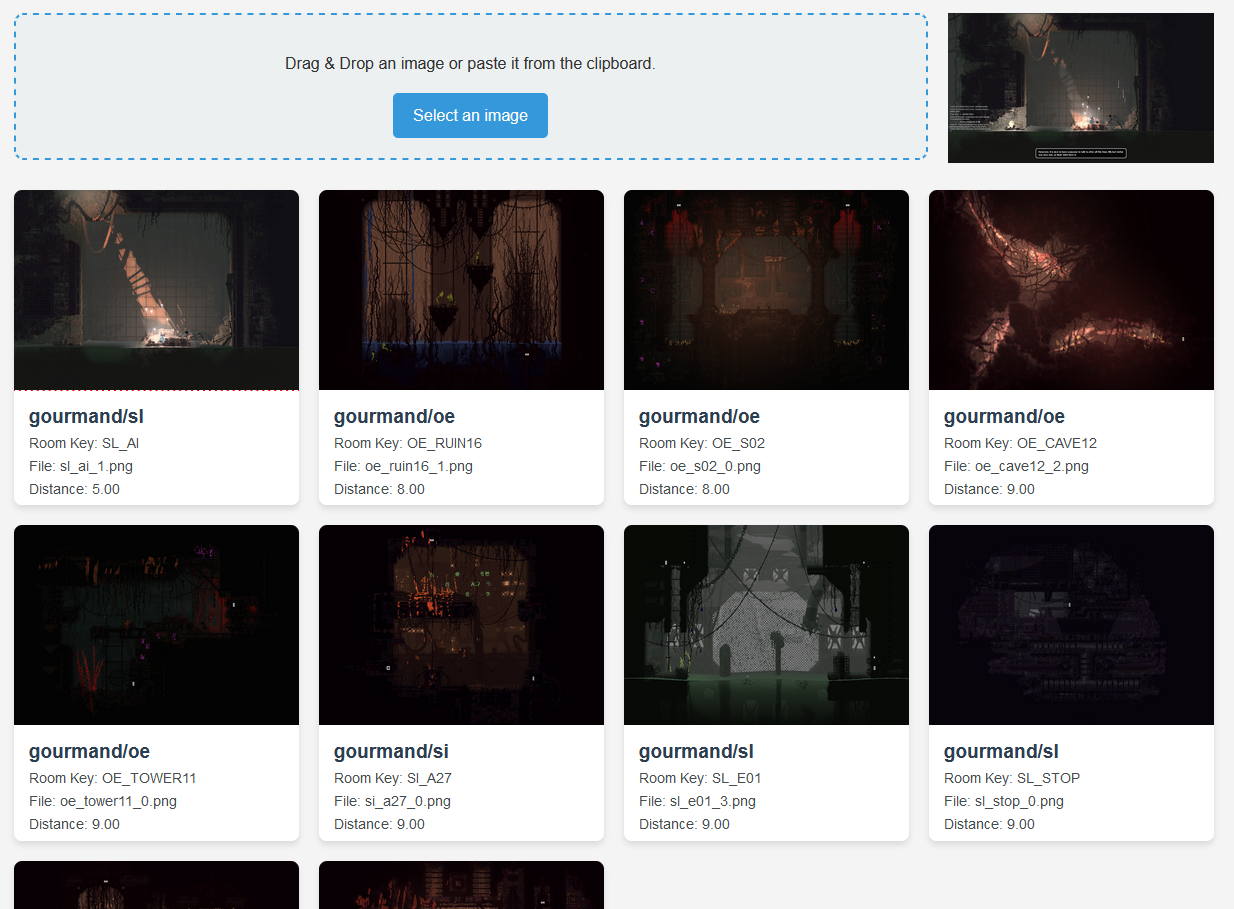 Drag & Drop an image or paste it from the clipboard.
Select an image
gourmand/sl
Room Key: SL_AI
File: sl_ai_1.png
Distance: 5.00
gourmand/oe
Room Key: OE_RUIN16
File: oe_ruin16_1.png
Distance: 8.00
gourmand/oe
Room Key: OE_S02
File: oe_s02_0.png
Distance: 8.00
gourmand/oe
Room Key: OE_CAVE12
File: oe_cave12_2.png
Distance: 9.00
gourmand/oe
Room Key: OE_TOWER11
File: oe_tower11_0.png
Distance: 9.00
gourmand/si
Room Key: SI_A27
File: si_a27_0.png
Distance: 9.00
gourmand/sl
Room Key: SL_E01
File: sl_e01_3.png
Distance: 9.00
gourmand/sl
Room Key: SL_STOP
File: sl_stop_0.png
Distance: 9.00